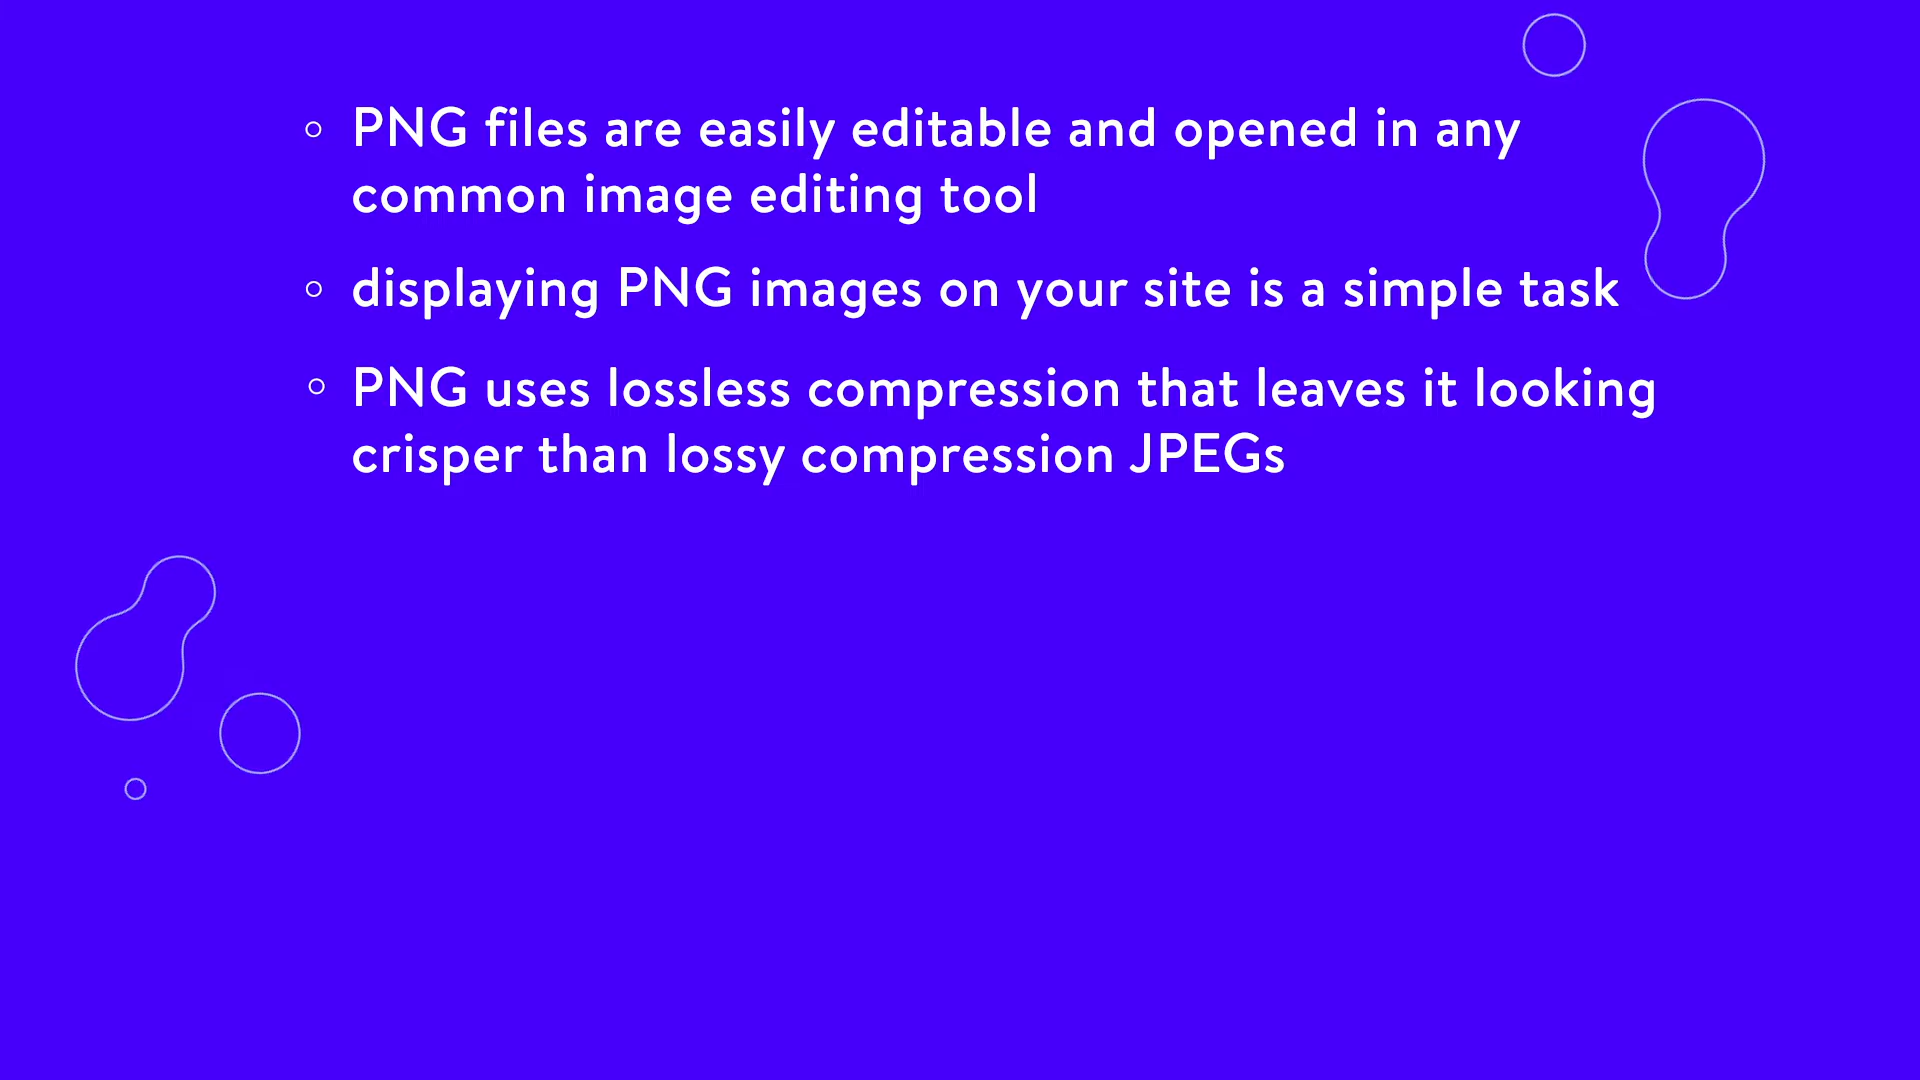 PNG files are easily editable and opened in any
common image editing tool
displaying PNG images on your site is a simple task
PNG uses lossless compression that leaves it looking
crisper than lossy compression JPEGs